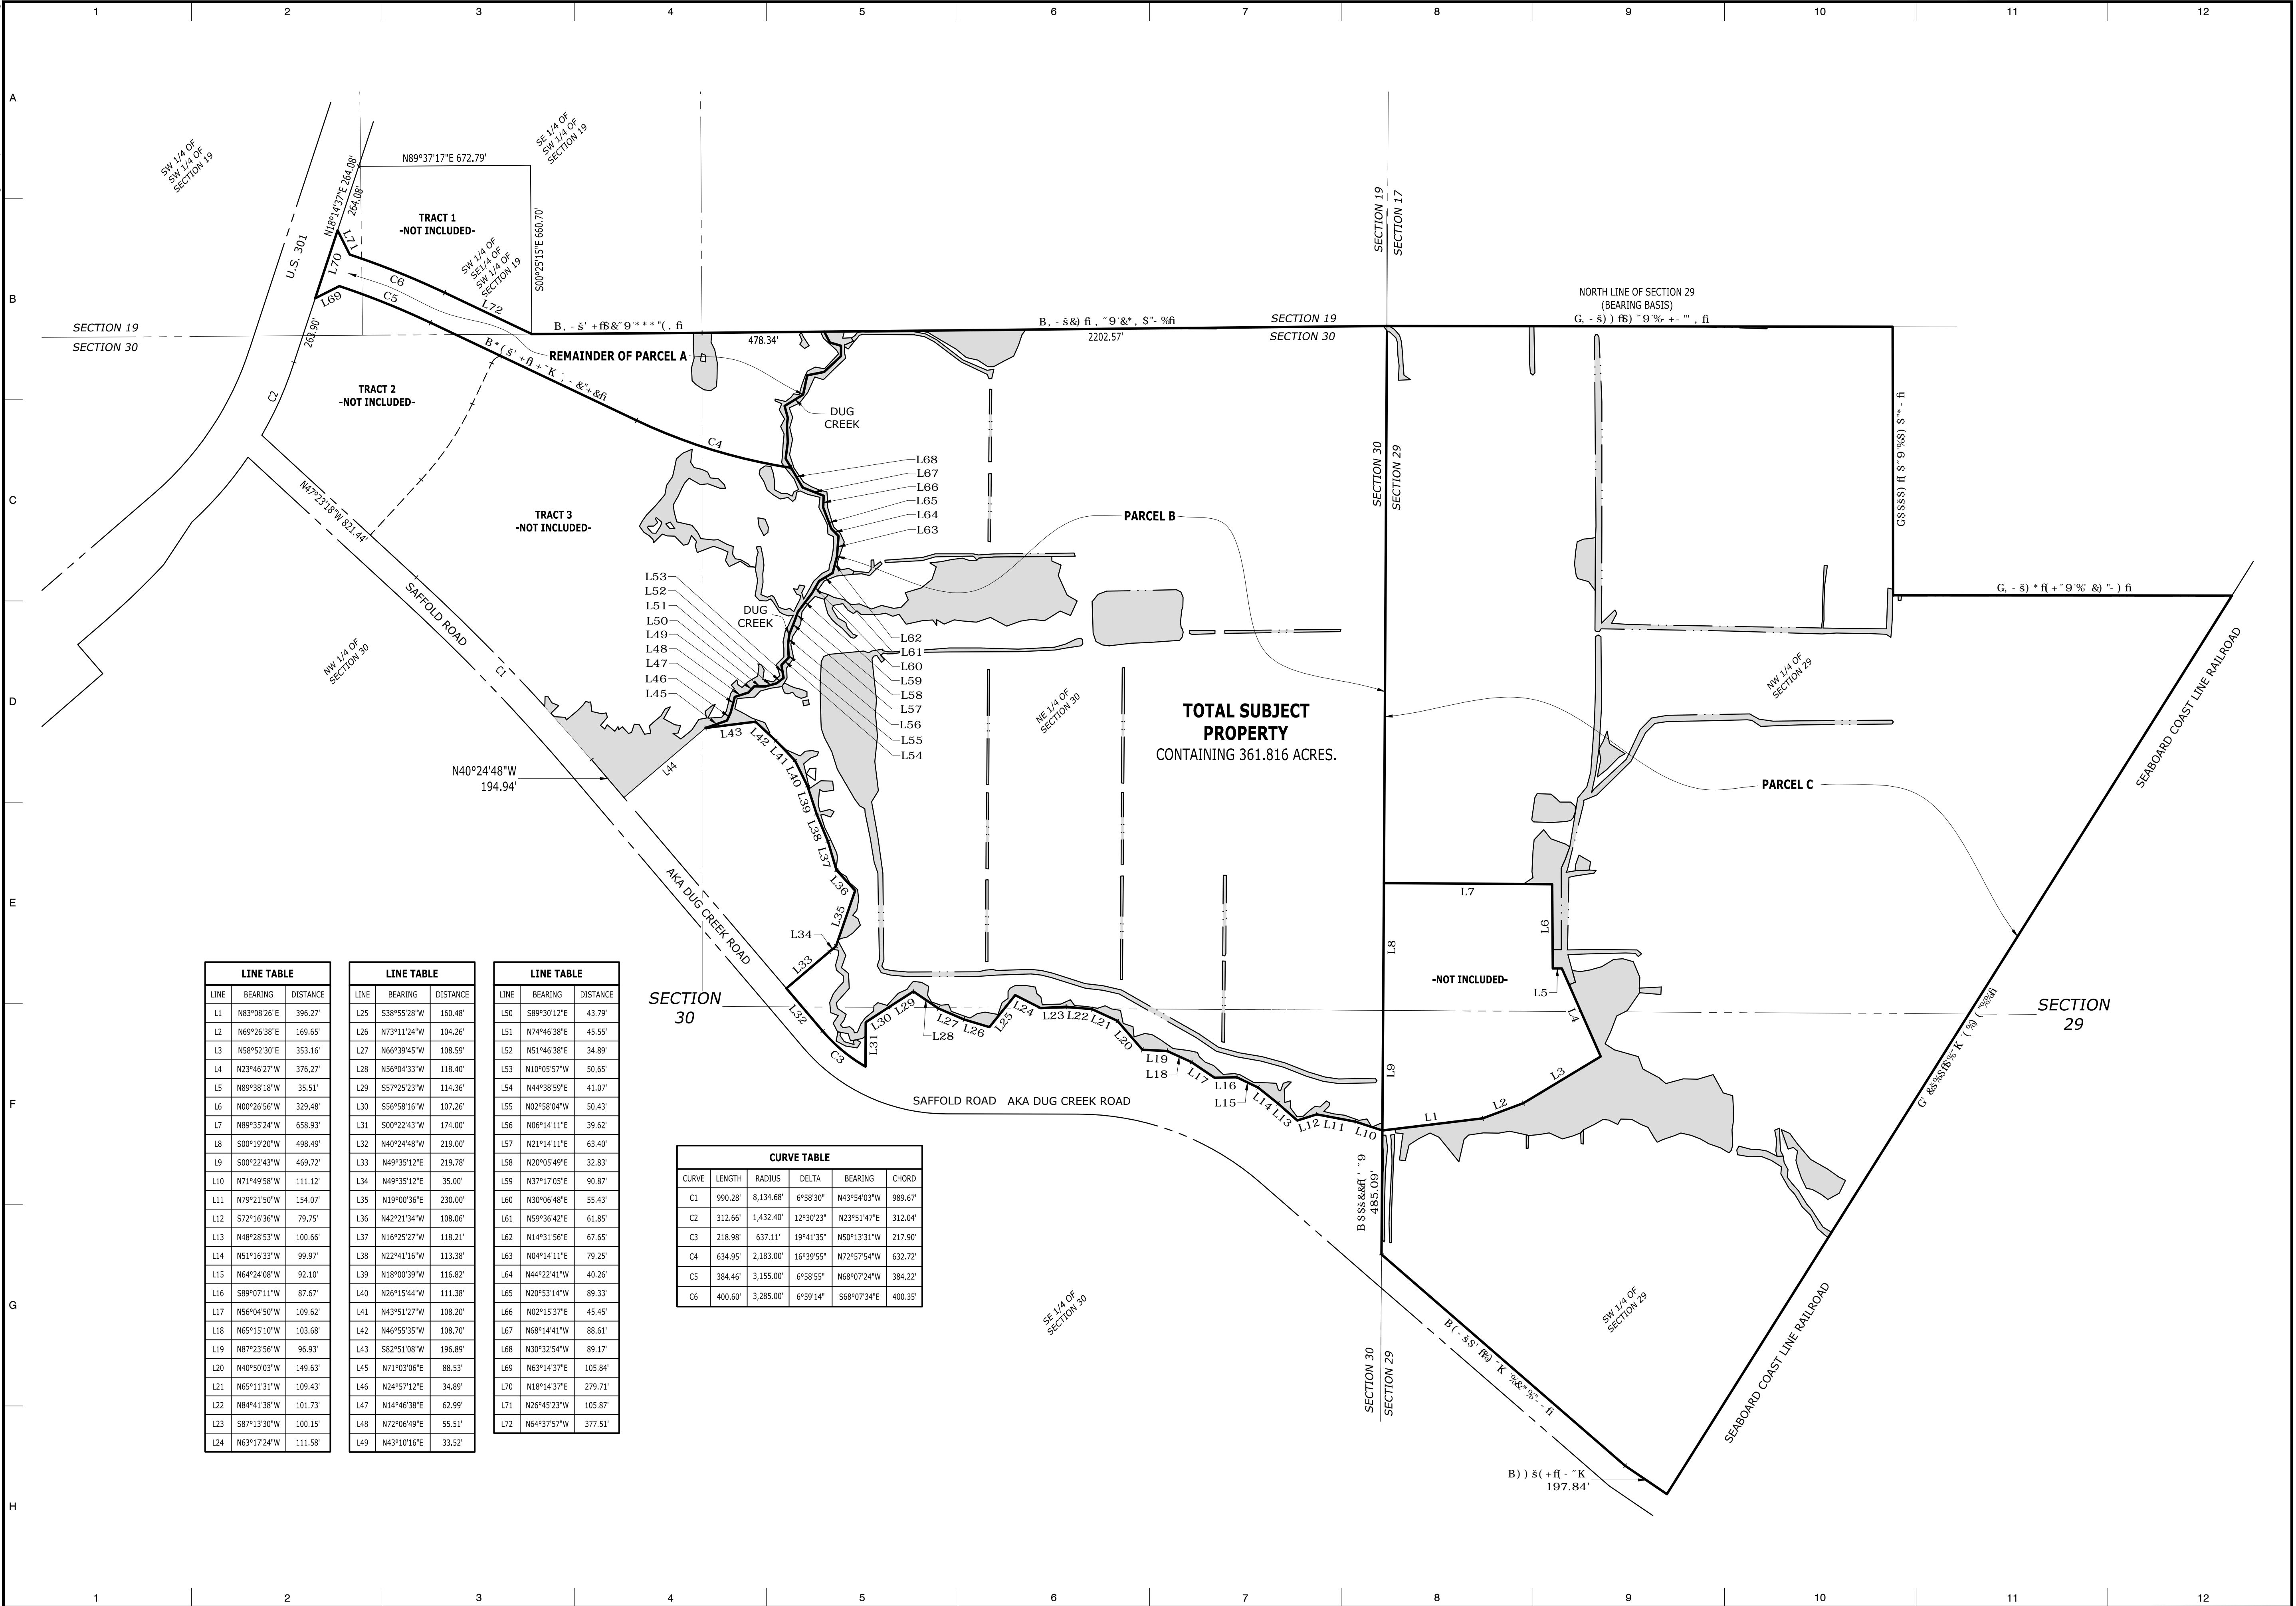 1 2 3 4 5 6 7 8 9 10 11 12
A
B
C
D
E
F
G
H
SW 1/4 OF
SW 1/4 OF
SECTION 19
SE 1/4 OF
SW 1/4 OF
SECTION 19
N89°37'17"E 672.79'
N18°14'37"E 264.08'
264.08'
TRACT 1
-NOT INCLUDED-
S00°25'15"E 660.70'
SW 1/4 OF
SE1/4 OF
SW 1/4 OF
SECTION 19
U.S. 301
L71
L70
L69
C6
C5
L72
263.90'
C2
SECTION 19
SECTION 30
SECTION 19
SECTION 17
NORTH LINE OF SECTION 29
(BEARING BASIS)
SECTION 19
SECTION 30
478.34'
2202.57'
REMAINDER OF PARCEL A
TRACT 2
-NOT INCLUDED-
DUG
CREEK
C4
SECTION 30
SECTION 29
N47°23'18"W 821.44'
TRACT 3
-NOT INCLUDED-
L68
L67
L66
L65
L64
L63
PARCEL B
L53
L52
L51
L50
L49
L48
L47
L46
L45
DUG
CREEK
L62
L61
L60
L59
L58
L57
L56
L55
L54
SAFFOLD ROAD
C1
NW 1/4 OF
SECTION 30
NE 1/4 OF
SECTION 30
NW 1/4 OF
SECTION 29
TOTAL SUBJECT
PROPERTY
CONTAINING 361.816 ACRES.
SEABOARD COAST LINE RAILROAD
PARCEL C
N40°24'48"W
194.94'
L44
L43
L42
L41
L40
L39
L38
L37
L36
L35
L34
L33
L32
L31
L30
L29
L28
L27
L26
L25
L24
L23
L22
L21
L20
L19
L18
L17
L16
L15
L14
L13
L12
L11
L10
L9
L8
L7
L6
L5
L4
L3
L2
L1
C3
-NOT INCLUDED-
AKA DUG CREEK ROAD
SECTION
30
SECTION
29
SAFFOLD ROAD AKA DUG CREEK ROAD
485.09'
SE 1/4 OF
SECTION 30
SW 1/4 OF
SECTION 29
SECTION 30
SECTION 29
SEABOARD COAST LINE RAILROAD
197.84'
LINE TABLE
LINE BEARING DISTANCE
L1 N83°08'26"E 396.27'
L2 N69°26'38"E 169.65'
L3 N58°52'30"E 353.16'
L4 N23°46'27"W 376.27'
L5 N89°38'18"W 35.51'
L6 N00°26'56"W 329.48'
L7 N89°35'24"W 658.93'
L8 S00°19'20"W 498.49'
L9 S00°22'43"W 469.72'
L10 N71°49'58"W 111.12'
L11 N79°21'50"W 154.07'
L12 S72°16'36"W 79.75'
L13 N48°28'53"W 100.66'
L14 N51°16'33"W 99.97'
L15 N64°24'08"W 92.10'
L16 S89°07'11"W 87.67'
L17 N56°04'50"W 109.62'
L18 N65°15'10"W 103.68'
L19 N87°23'56"W 96.93'
L20 N40°50'03"W 149.63'
L21 N65°11'31"W 109.43'
L22 N84°41'38"W 101.73'
L23 S87°13'30"W 100.15'
L24 N63°17'24"W 111.58'
LINE TABLE
LINE BEARING DISTANCE
L25 S38°55'28"W 160.48'
L26 N73°11'24"W 104.26'
L27 N66°39'45"W 108.59'
L28 N56°04'33"W 118.40'
L29 S57°25'23"W 114.36'
L30 S56°58'16"W 107.26'
L31 S00°22'43"W 174.00'
L32 N40°24'48"W 219.00'
L33 N49°35'12"E 219.78'
L34 N49°35'12"E 35.00'
L35 N19°00'36"E 230.00'
L36 N42°21'34"W 108.06'
L37 N16°25'27"W 118.21'
L38 N22°41'16"W 113.38'
L39 N18°00'39"W 116.82'
L40 N26°15'44"W 111.38'
L41 N43°51'27"W 108.20'
L42 N46°55'35"W 108.70'
L43 S82°51'08"W 196.89'
L45 N71°03'06"E 88.53'
L46 N24°57'12"E 34.89'
L47 N14°46'38"E 62.99'
L48 N72°06'49"E 55.51'
L49 N43°10'16"E 33.52'
LINE TABLE
LINE BEARING DISTANCE
L50 S89°30'12"E 43.79'
L51 N74°46'38"E 45.55'
L52 N51°46'38"E 34.89'
L53 N10°05'57"W 50.65'
L54 N44°38'59"E 41.07'
L55 N02°58'04"W 50.43'
L56 N06°14'11"E 39.62'
L57 N21°14'11"E 63.40'
L58 N20°05'49"E 32.83'
L59 N37°17'05"E 90.87'
L60 N30°06'48"E 55.43'
L61 N59°36'42"E 61.85'
L62 N14°31'56"E 67.65'
L63 N04°14'11"E 79.25'
L64 N44°22'41"W 40.26'
L65 N20°53'14"W 89.33'
L66 N02°15'37"E 45.45'
L67 N68°14'41"W 88.61'
L68 N30°32'54"W 89.17'
L69 N63°14'37"E 105.84'
L70 N18°14'37"E 279.71'
L71 N26°45'23"W 105.87'
L72 N64°37'57"W 377.51'
CURVE TABLE
CURVE LENGTH RADIUS DELTA BEARING CHORD
C1 990.28' 8,134.68' 6°58'30" N43°54'03"W 989.67'
C2 312.66' 1,432.40' 12°30'23" N23°51'47"E 312.04'
C3 218.98' 637.11' 19°41'35" N50°13'31"W 217.90'
C4 634.95' 2,183.00' 16°39'55" N72°57'54"W 632.72'
C5 384.46' 3,155.00' 6°58'55" N68°07'24"W 384.22'
C6 400.60' 3,285.00' 6°59'14" S68°07'34"E 400.35'
1 2 3 4 5 6 7 8 9 10 11 12